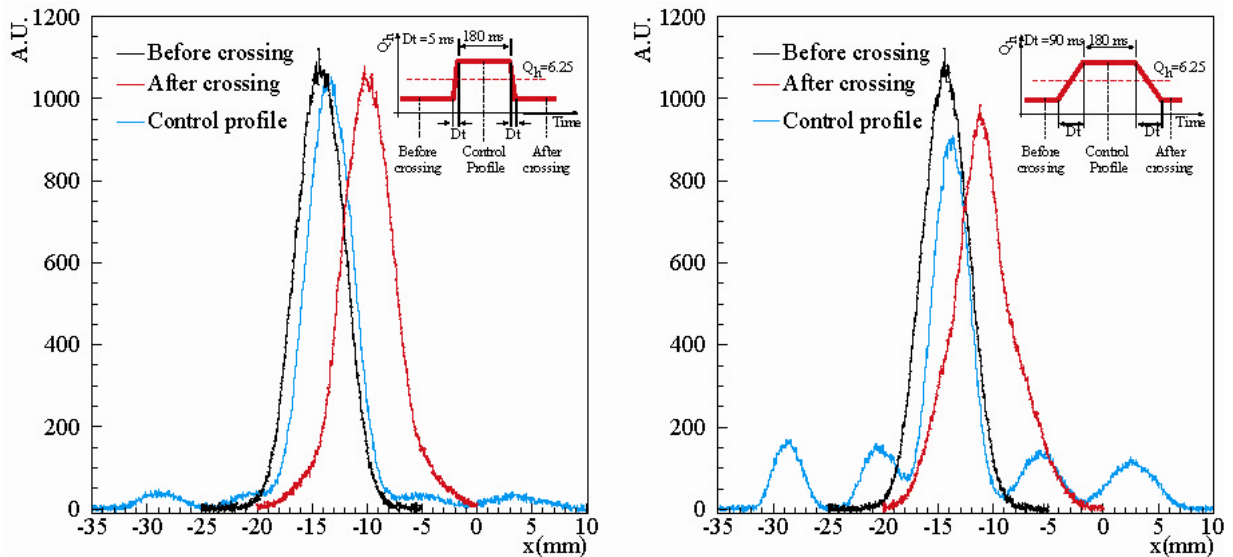 A.U.
1200
1000
800
600
400
200
0
Before crossing
After crossing
Control profile
Dt = 5 ms
180 ms
Qh=6.25
Time
Dt
Dt
Before crossing
Control Profile
After crossing
-35 -30 -25 -20 -15 -10 -5 0 5 10
x(mm)
A.U.
1200
1000
800
600
400
200
0
Before crossing
After crossing
Control profile
Dt =90 ms
180 ms
Qh=6.25
Time
Dt
Dt
Before crossing
Control Profile
After crossing
-35 -30 -25 -20 -15 -10 -5 0 5 10
x(mm)